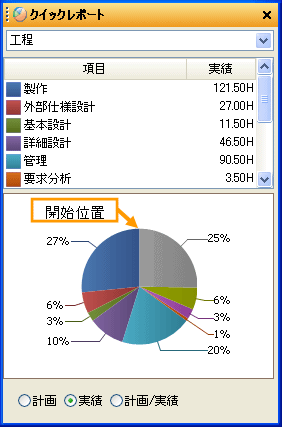 クイックレポート
工程
項目 実績
製作 121.50H
外部仕様設計 27.00H
基本設計 11.50H
詳細設計 46.50H
管理 90.50H
要求分析 3.50H
開始位置
27% 25%
6% 6%
3% 3%
10% 1%
20%
計画 実績 計画/実績